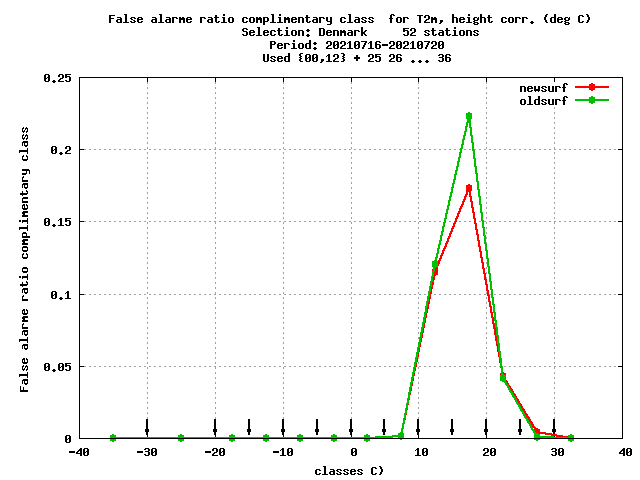 False alarme ratio complimentary class  for T2m, height corr. (deg C)
Selection: Denmark     52 stations
Period: 20210716-20210720
Used {00,12} + 25 26 ... 36
newsurf
oldsurf
False alarme ratio complimentary class
0.25
0.2
0.15
0.1
0.05
0
-40 -30 -20 -10 0 10 20 30 40
classes C)